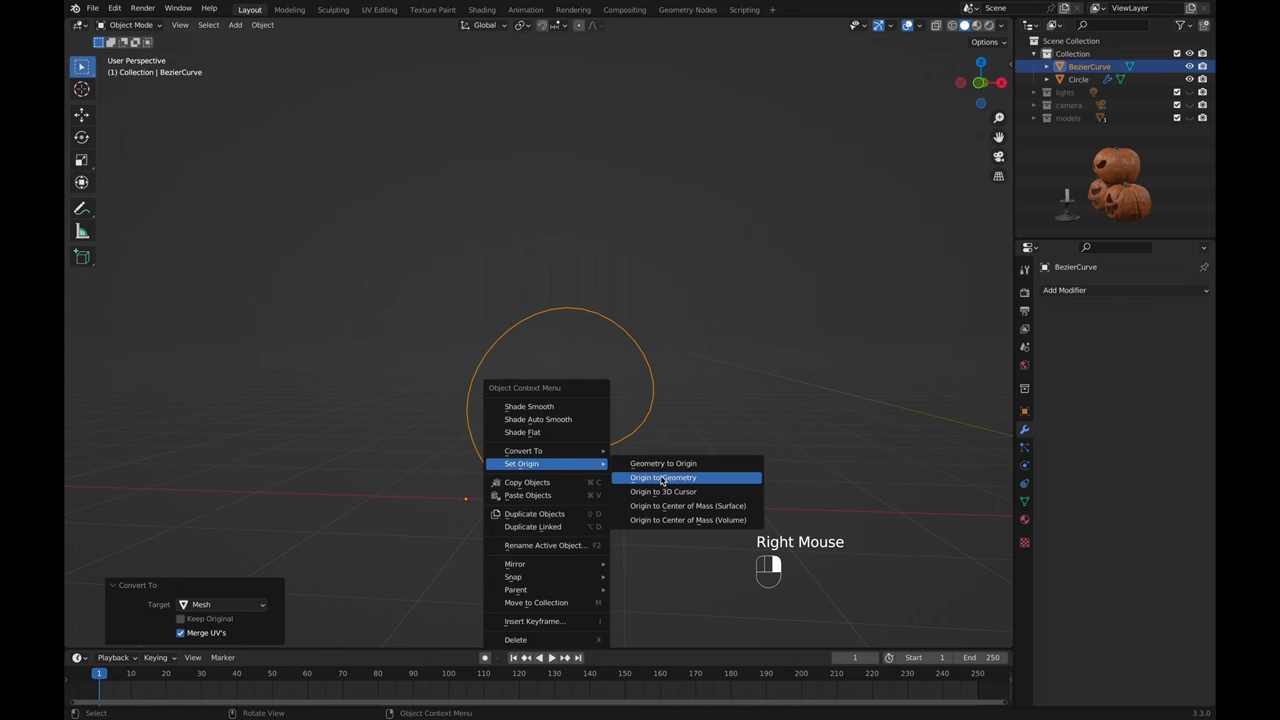 File Edit Render Window Help Layout Modeling Sculpting UV Editing Texture Paint Shading Animation Rendering Compositing Geometry Nodes Scripting Scene ViewLayer
Object Mode View Select Add Object Global
Options
User Perspective
(1) Collection | BezierCurve
Scene Collection
Collection
BezierCurve
Circle
lights
camera
models
3
Z
X
BezierCurve
Add Modifier
Object Context Menu
Shade Smooth
Shade Auto Smooth
Shade Flat
Convert To
Set Origin
Copy Objects ⌘ C
Paste Objects ⌘ V
Duplicate Objects ⇧ D
Duplicate Linked ⌥ D
Rename Active Object... F2
Mirror
Snap
Parent
Move to Collection M
Insert Keyframe... I
Delete X
Geometry to Origin
Origin to Geometry
Origin to 3D Cursor
Origin to Center of Mass (Surface)
Origin to Center of Mass (Volume)
Right Mouse
Convert To
Target Mesh
Keep Original
Merge UV's
Playback Keying View Marker 1 Start 1 End 250
1 10 20 30 40 50 60 70 80 90 100 110 120 130 140 150 160 170 180 190 200 210 220 230 240 250
Select Rotate View Object Context Menu 3.3.0